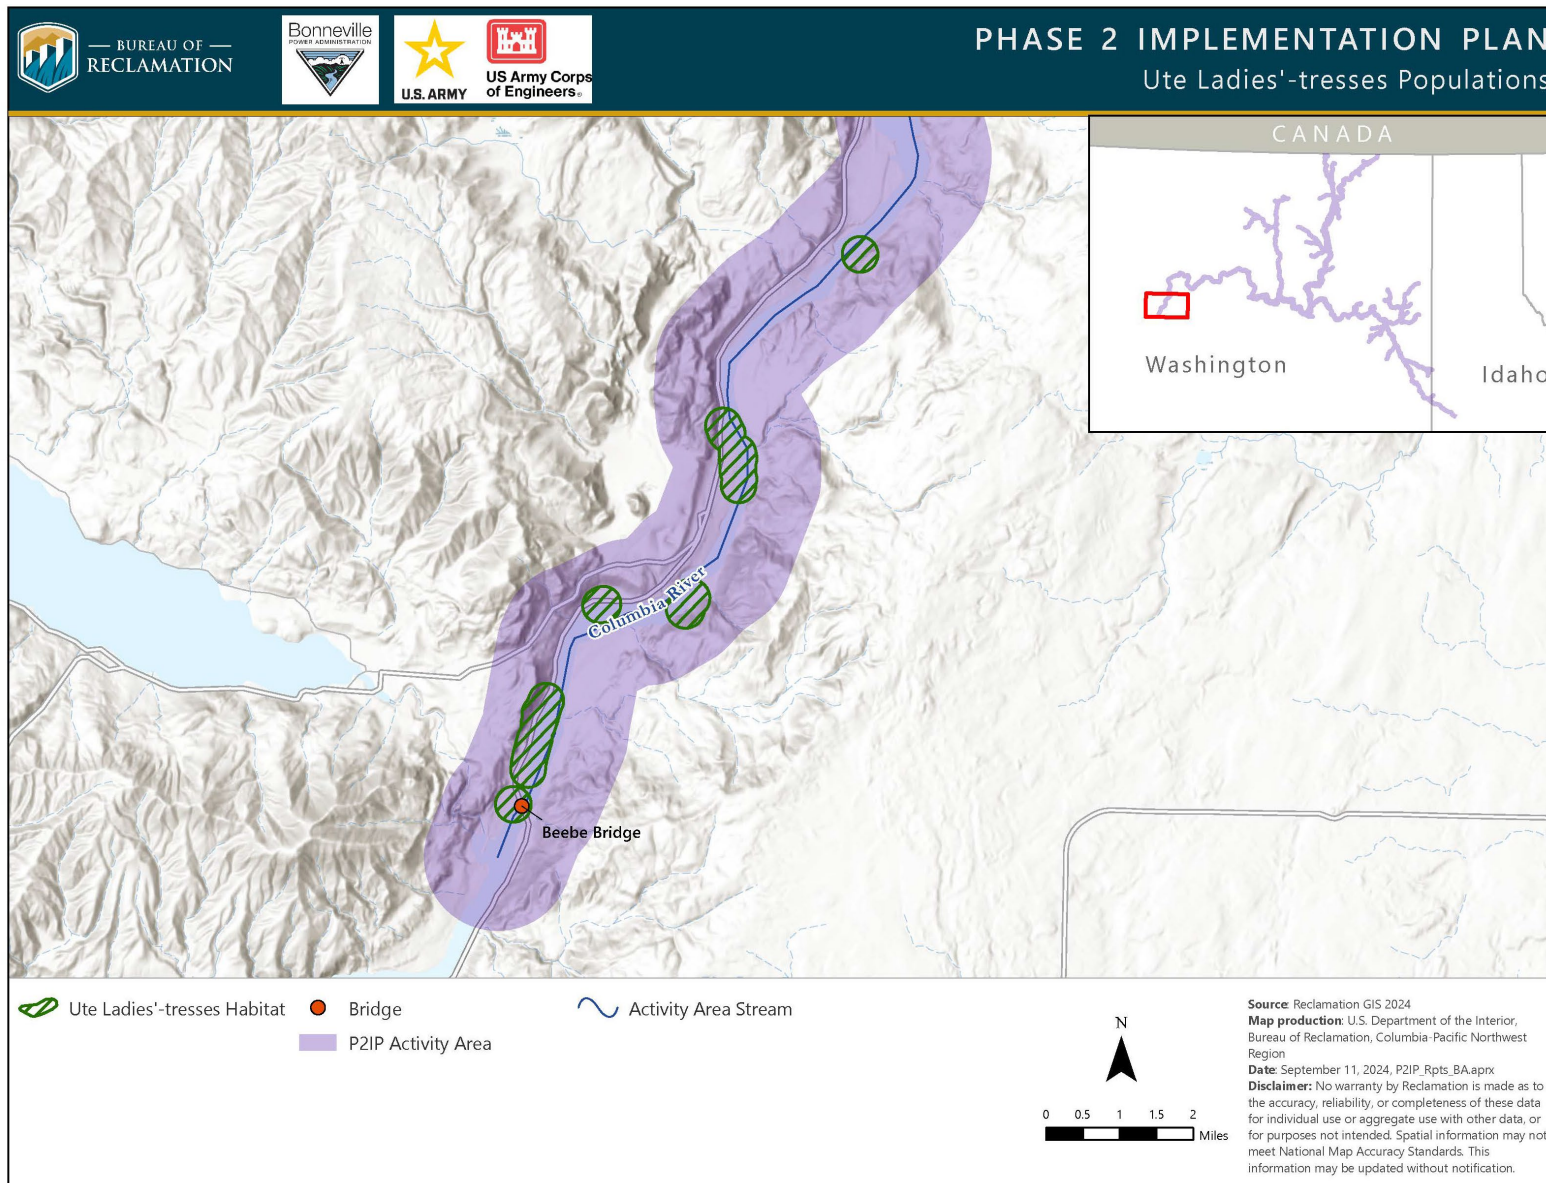 BUREAU OF
RECLAMATION
Bonneville
POWER ADMINISTRATION
U.S. ARMY
US Army Corps
of Engineers®
PHASE 2 IMPLEMENTATION PLAN
Ute Ladies'-tresses Populations
CANADA
Washington
Idaho
Columbia River
Beebe Bridge
Ute Ladies'-tresses Habitat
Bridge
Activity Area Stream
P2IP Activity Area
N
0 0.5 1 1.5 2
Miles
Source: Reclamation GIS 2024
Map production: U.S. Department of the Interior,
Bureau of Reclamation, Columbia-Pacific Northwest
Region
Date: September 11, 2024, P2IP_Rpts_BA.aprx
Disclaimer: No warranty by Reclamation is made as to
the accuracy, reliability, or completeness of these data
for individual use or aggregate use with other data, or
for purposes not intended. Spatial information may not
meet National Map Accuracy Standards. This
information may be updated without notification.